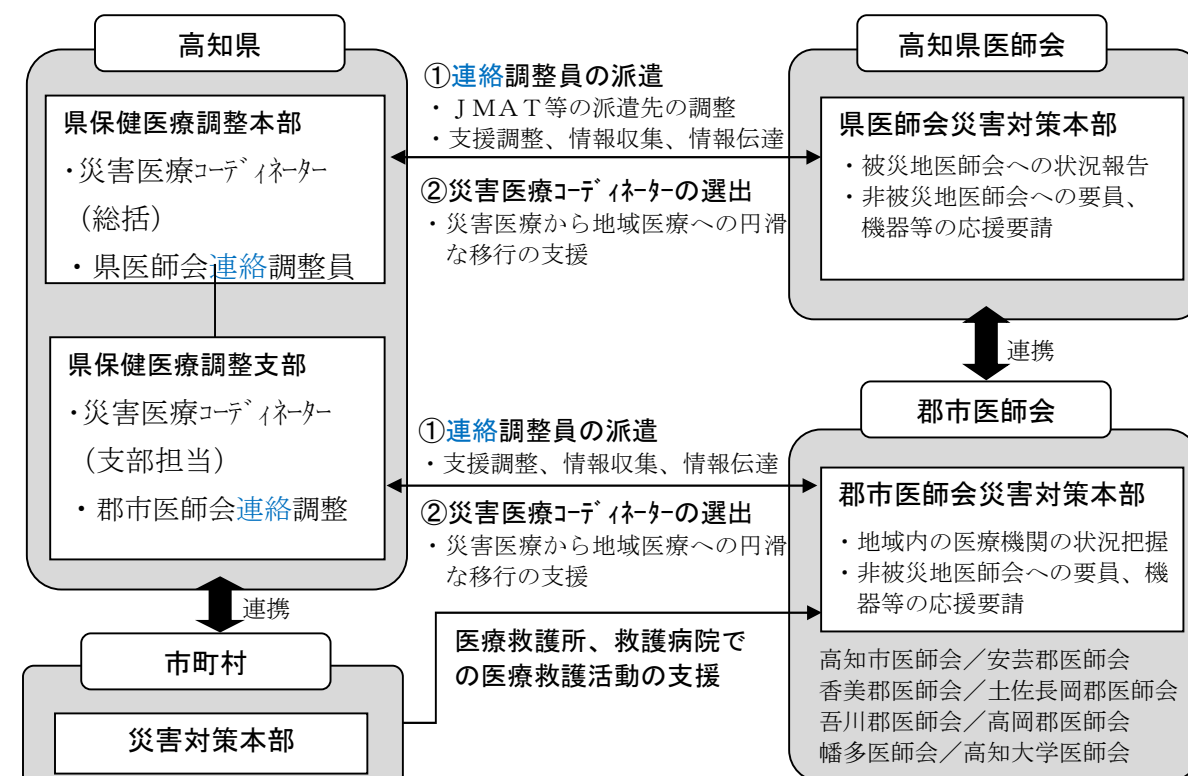 高知県
県保健医療調整本部
・災害医療ｺｰﾃﾞｨﾈｰﾀｰ
（総括）
・県医師会連絡調整員
県保健医療調整支部
・災害医療ｺｰﾃﾞｨﾈｰﾀｰ
（支部担当）
・郡市医師会連絡調整
連携
市町村
災害対策本部
①連絡調整員の派遣
・ＪＭＡＴ等の派遣先の調整
・支援調整、情報収集、情報伝達
②災害医療ｺｰﾃﾞｨﾈｰﾀｰの選出
・災害医療から地域医療への円滑
な移行の支援
①連絡調整員の派遣
・支援調整、情報収集、情報伝達
②災害医療ｺｰﾃﾞｨﾈｰﾀｰの選出
・災害医療から地域医療への円滑
な移行の支援
医療救護所、救護病院で
の医療救護活動の支援
高知県医師会
県医師会災害対策本部
・被災地医師会への状況報告
・非被災地医師会への要員、
機器等の応援要請
連携
郡市医師会
郡市医師会災害対策本部
・地域内の医療機関の状況把握
・非被災地医師会への要員、機
器等の応援要請
高知市医師会／安芸郡医師会
香美郡医師会／土佐長岡郡医師会
吾川郡医師会／高岡郡医師会
幡多医師会／高知大学医師会